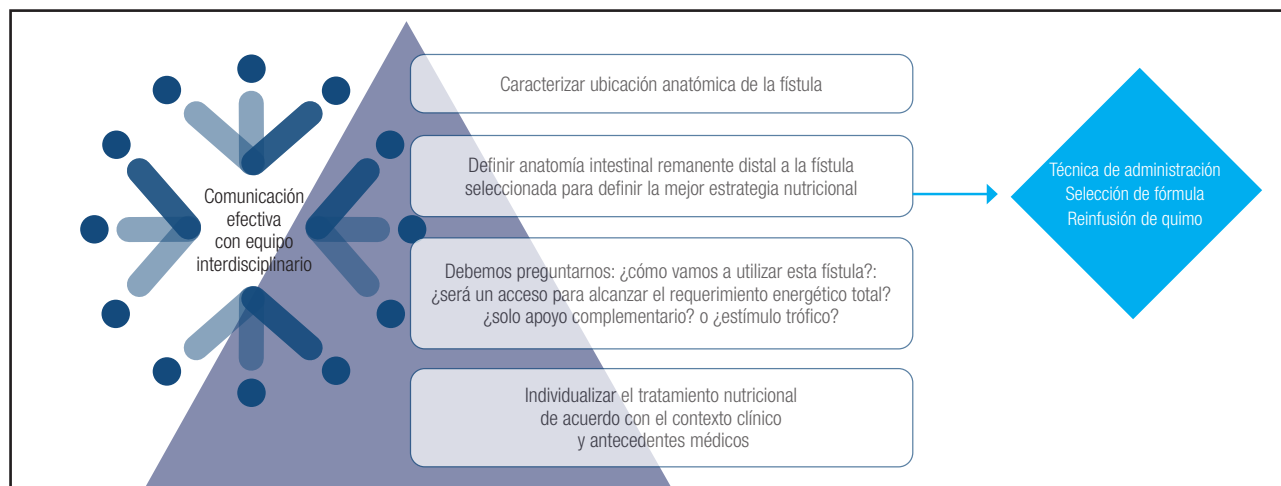 Comunicación
efectiva
con equipo
interdisciplinario
Caracterizar ubicación anatómica de la fístula
Definir anatomía intestinal remanente distal a la fístula
seleccionada para definir la mejor estrategia nutricional
Debemos preguntarnos: ¿cómo vamos a utilizar esta fístula?:
¿será un acceso para alcanzar el requerimiento energético total?
¿solo apoyo complementario? o ¿estímulo trófico?
Individualizar el tratamiento nutricional
de acuerdo con el contexto clínico
y antecedentes médicos
Técnica de administración
Selección de fórmula
Reinfusión de quimo